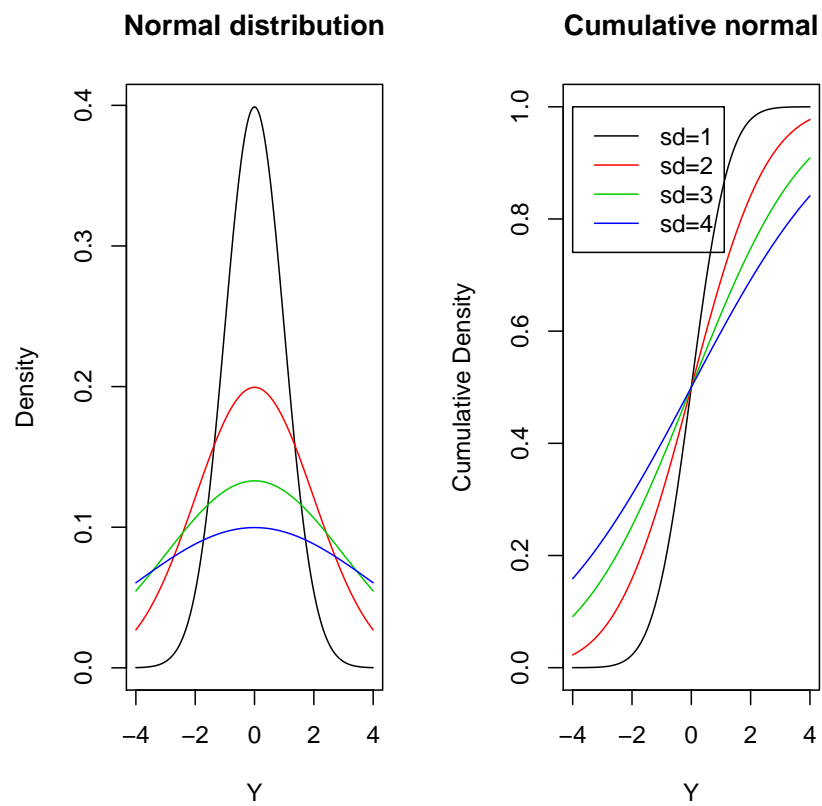 Normal distribution
Density
0.0
0.1
0.2
0.3
0.4
−4 −2 0 2 4
Y
Cumulative normal
Cumulative Density
0.0
0.2
0.4
0.6
0.8
1.0
sd=1
sd=2
sd=3
sd=4
−4 −2 0 2 4
Y